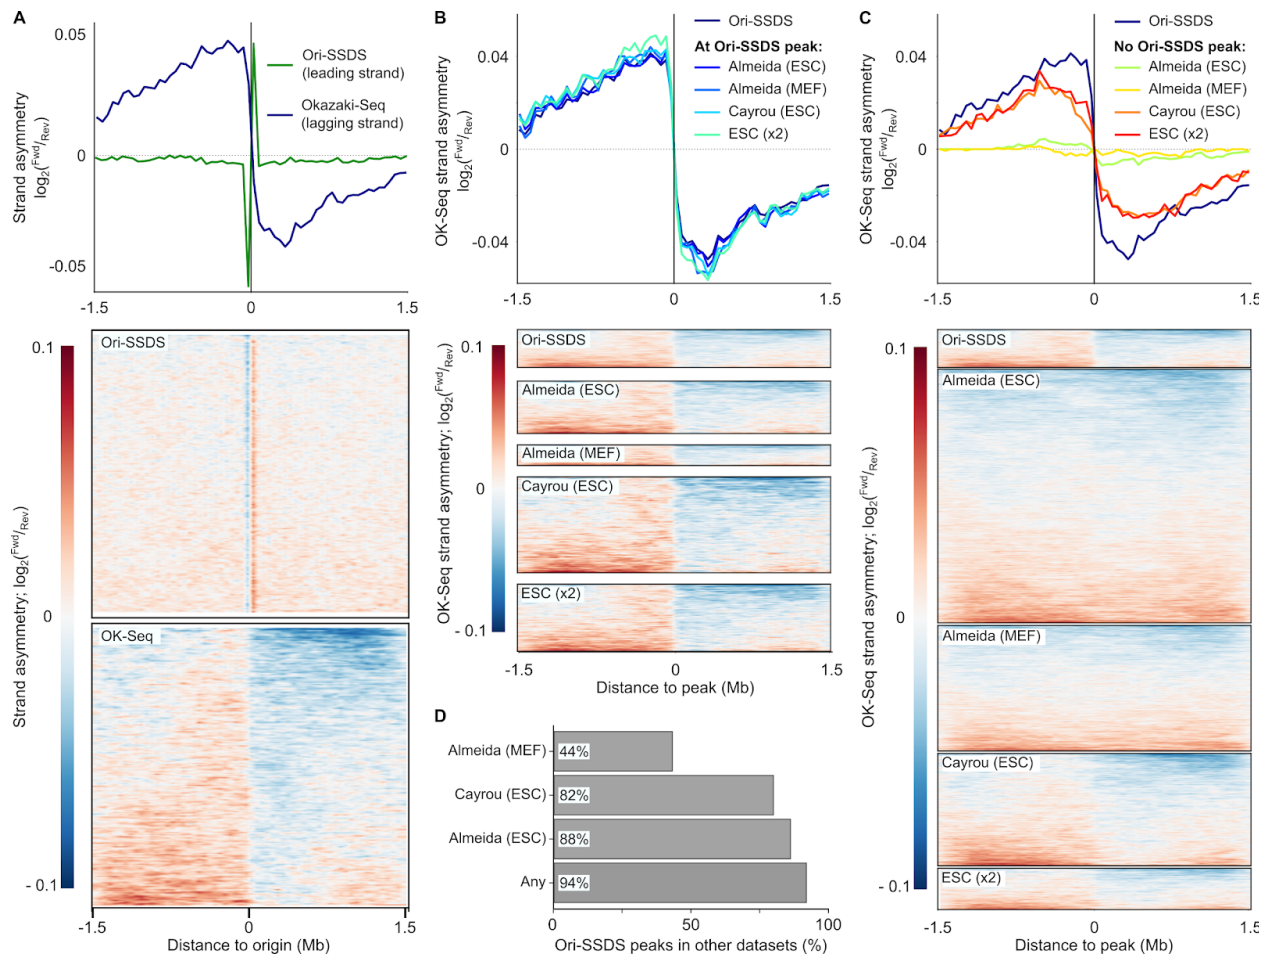 A
0.05
0
-0.05
Strand asymmetry
log2(Fwd/Rev)
Ori-SSDS
(leading strand)
Okazaki-Seq
(lagging strand)
-1.5
0
1.5
0.1
0
- 0.1
Strand asymmetry; log2(Fwd/Rev)
Ori-SSDS
OK-Seq
-1.5
0
1.5
Distance to origin (Mb)
B
0.04
0
-0.04
OK-Seq strand asymmetry
log2(Fwd/Rev)
Ori-SSDS
At Ori-SSDS peak:
Almeida (ESC)
Almeida (MEF)
Cayrou (ESC)
ESC (x2)
-1.5
0
1.5
0.1
0
- 0.1
OK-Seq strand asymmetry; log2(Fwd/Rev)
Ori-SSDS
Almeida (ESC)
Almeida (MEF)
Cayrou (ESC)
ESC (x2)
-1.5
0
1.5
Distance to peak (Mb)
C
0.04
0
-0.04
OK-Seq strand asymmetry
log2(Fwd/Rev)
Ori-SSDS
No Ori-SSDS peak:
Almeida (ESC)
Almeida (MEF)
Cayrou (ESC)
ESC (x2)
-1.5
0
1.5
0.1
0
- 0.1
OK-Seq strand asymmetry; log2(Fwd/Rev)
Ori-SSDS
Almeida (ESC)
Almeida (MEF)
Cayrou (ESC)
ESC (x2)
-1.5
0
1.5
Distance to peak (Mb)
D
Almeida (MEF)
44%
Cayrou (ESC)
82%
Almeida (ESC)
88%
Any
94%
0
50
100
Ori-SSDS peaks in other datasets (%)